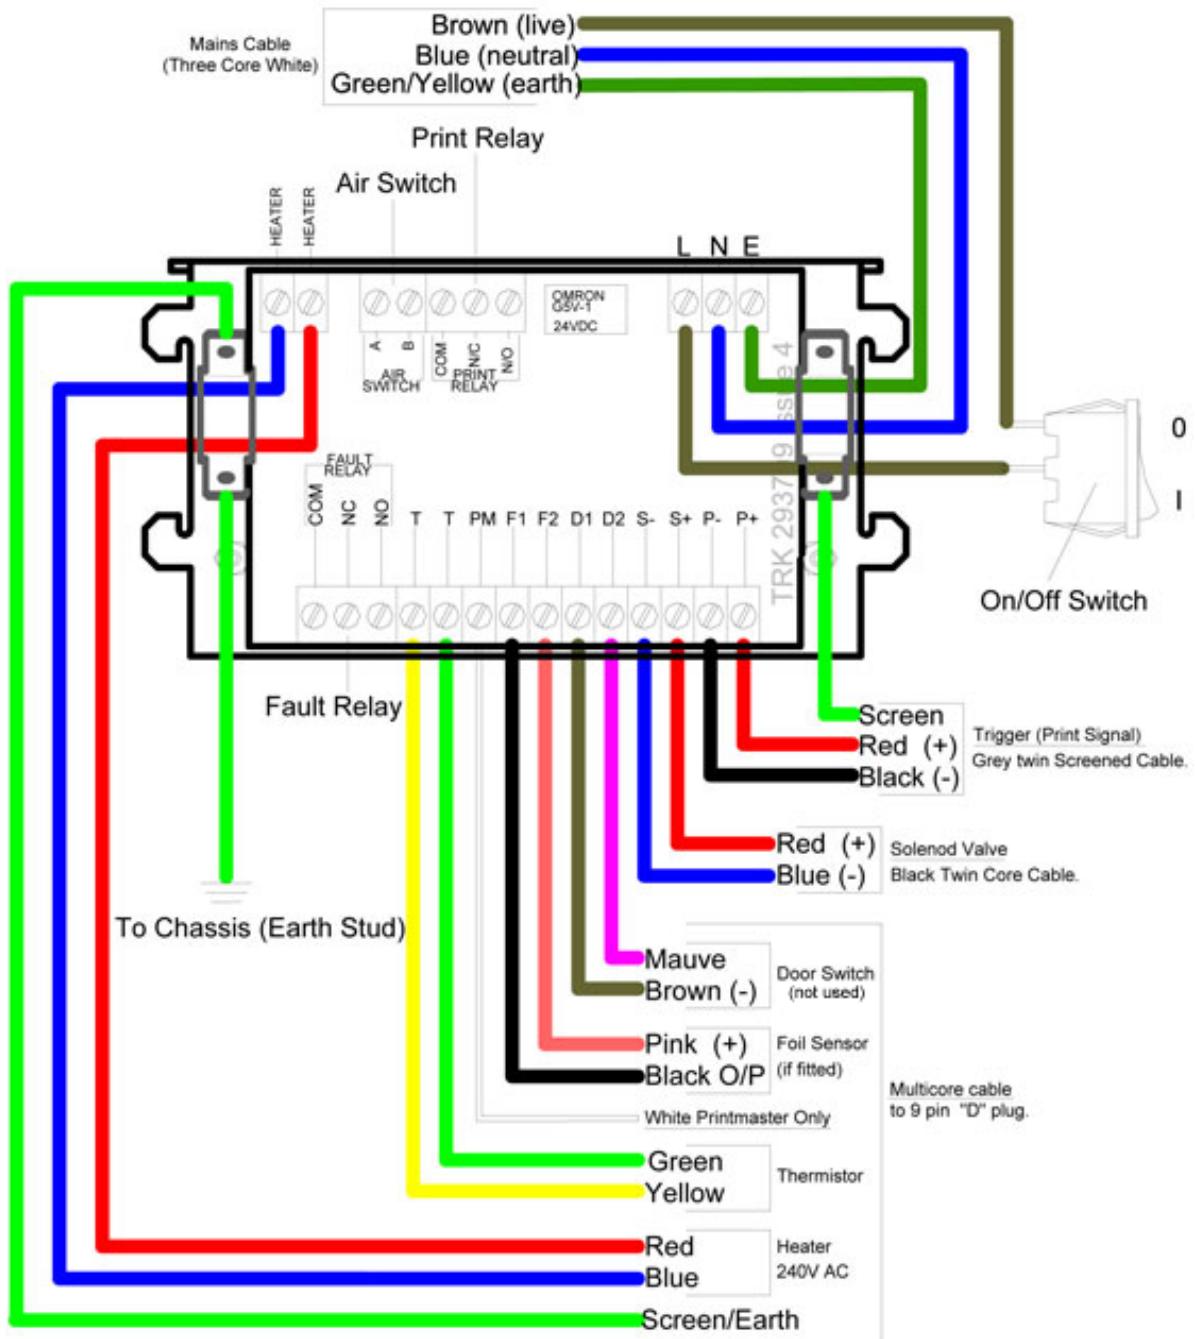 Mains Cable
(Three Core White)
Brown (live)
Blue (neutral)
Green/Yellow (earth)
Print Relay
Air Switch
HEATER
HEATER
L N E
OMRON
G5V-1
24VDC
A
B
AIR
SWITCH
COM
N/C
N/O
PRINT
RELAY
0
I
On/Off Switch
FAULT
RELAY
COM
NC
NO
T T PM F1 F2 D1 D2 S- S+ P- P+
4
Fault Relay
Screen
Red (+)
Black (-)
Trigger (Print Signal)
Grey twin Screened Cable.
Red (+)
Blue (-)
Solenod Valve
Black Twin Core Cable.
To Chassis (Earth Stud)
Mauve
Brown (-)
Door Switch
(not used)
Pink (+)
Black O/P
Foil Sensor
(if fitted)
White Printmaster Only
Multicore cable
to 9 pin "D" plug.
Green
Yellow
Thermistor
Red
Blue
Heater
240V AC
Screen/Earth